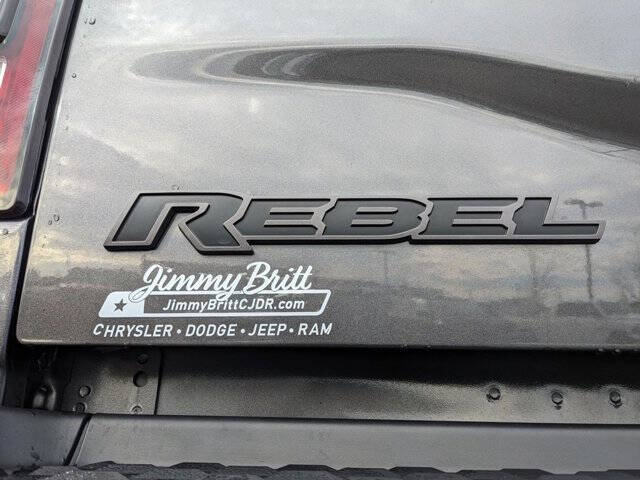 REBEL
Jimmy Britt
JimmyBrittCJDR.com
CHRYSLER • DODGE • JEEP • RAM